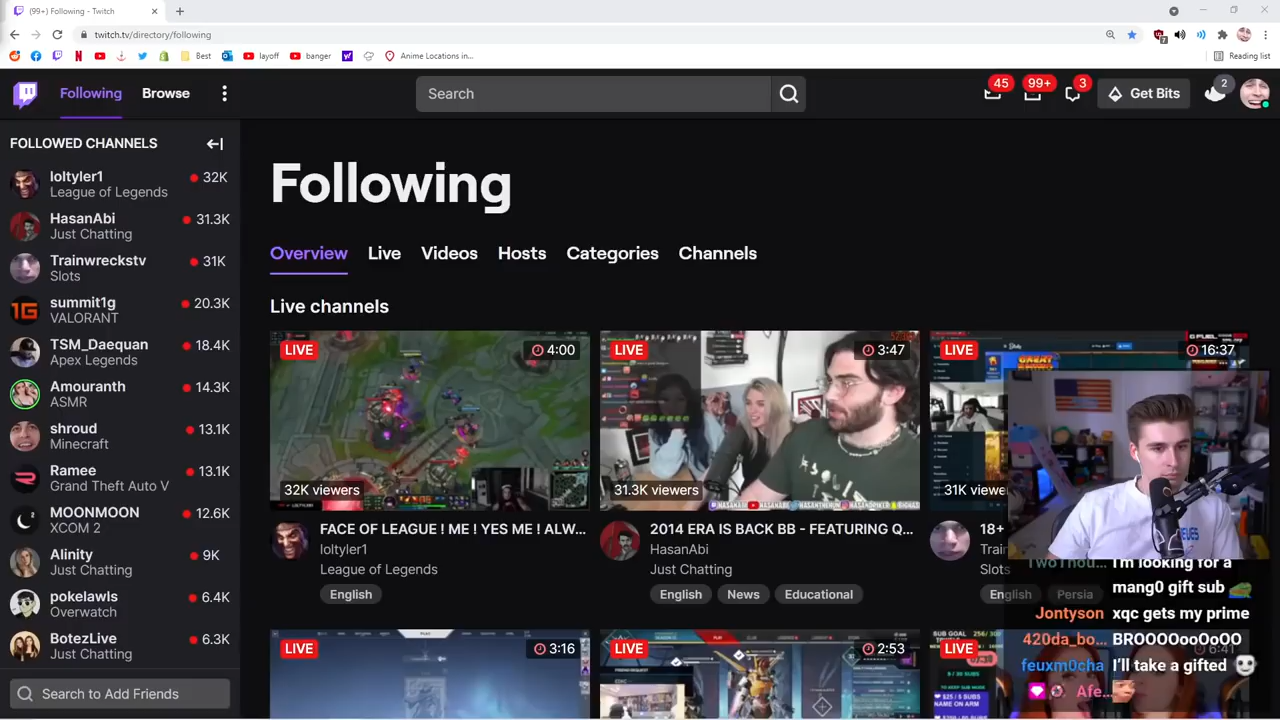 (99+) Following - Twitch
twitch.tv/directory/following
Best
layoff
banger
Anime Locations in...
Reading list
Following
Browse
Search
45
99+
3
Get Bits
2
FOLLOWED CHANNELS
loltyler1
32K
League of Legends
HasanAbi
31.3K
Just Chatting
Trainwreckstv
31K
Slots
summit1g
20.3K
VALORANT
TSM_Daequan
18.4K
Apex Legends
Amouranth
14.3K
ASMR
shroud
13.1K
Minecraft
Ramee
13.1K
Grand Theft Auto V
MOONMOON
12.6K
XCOM 2
Alinity
9K
Just Chatting
pokelawls
6.4K
Overwatch
BotezLive
6.3K
Just Chatting
Search to Add Friends
Following
Overview
Live
Videos
Hosts
Categories
Channels
Live channels
LIVE
4:00
32K viewers
FACE OF LEAGUE ! ME ! YES ME ! ALW...
loltyler1
League of Legends
English
LIVE
3:47
31.3K viewers
2014 ERA IS BACK BB - FEATURING Q...
HasanAbi
Just Chatting
English
News
Educational
LIVE
16:37
31K viewe
18+
Trai
Slots
English
Persia
LIVE
3:16
LIVE
2:53
LIVE
6:41
TwoThou... I'm looking for a
mang0 gift sub
Jontyson xqc gets my prime
420da_bo... BROOOOooOoOO
feuxm0cha I'll take a gifted
Afe...